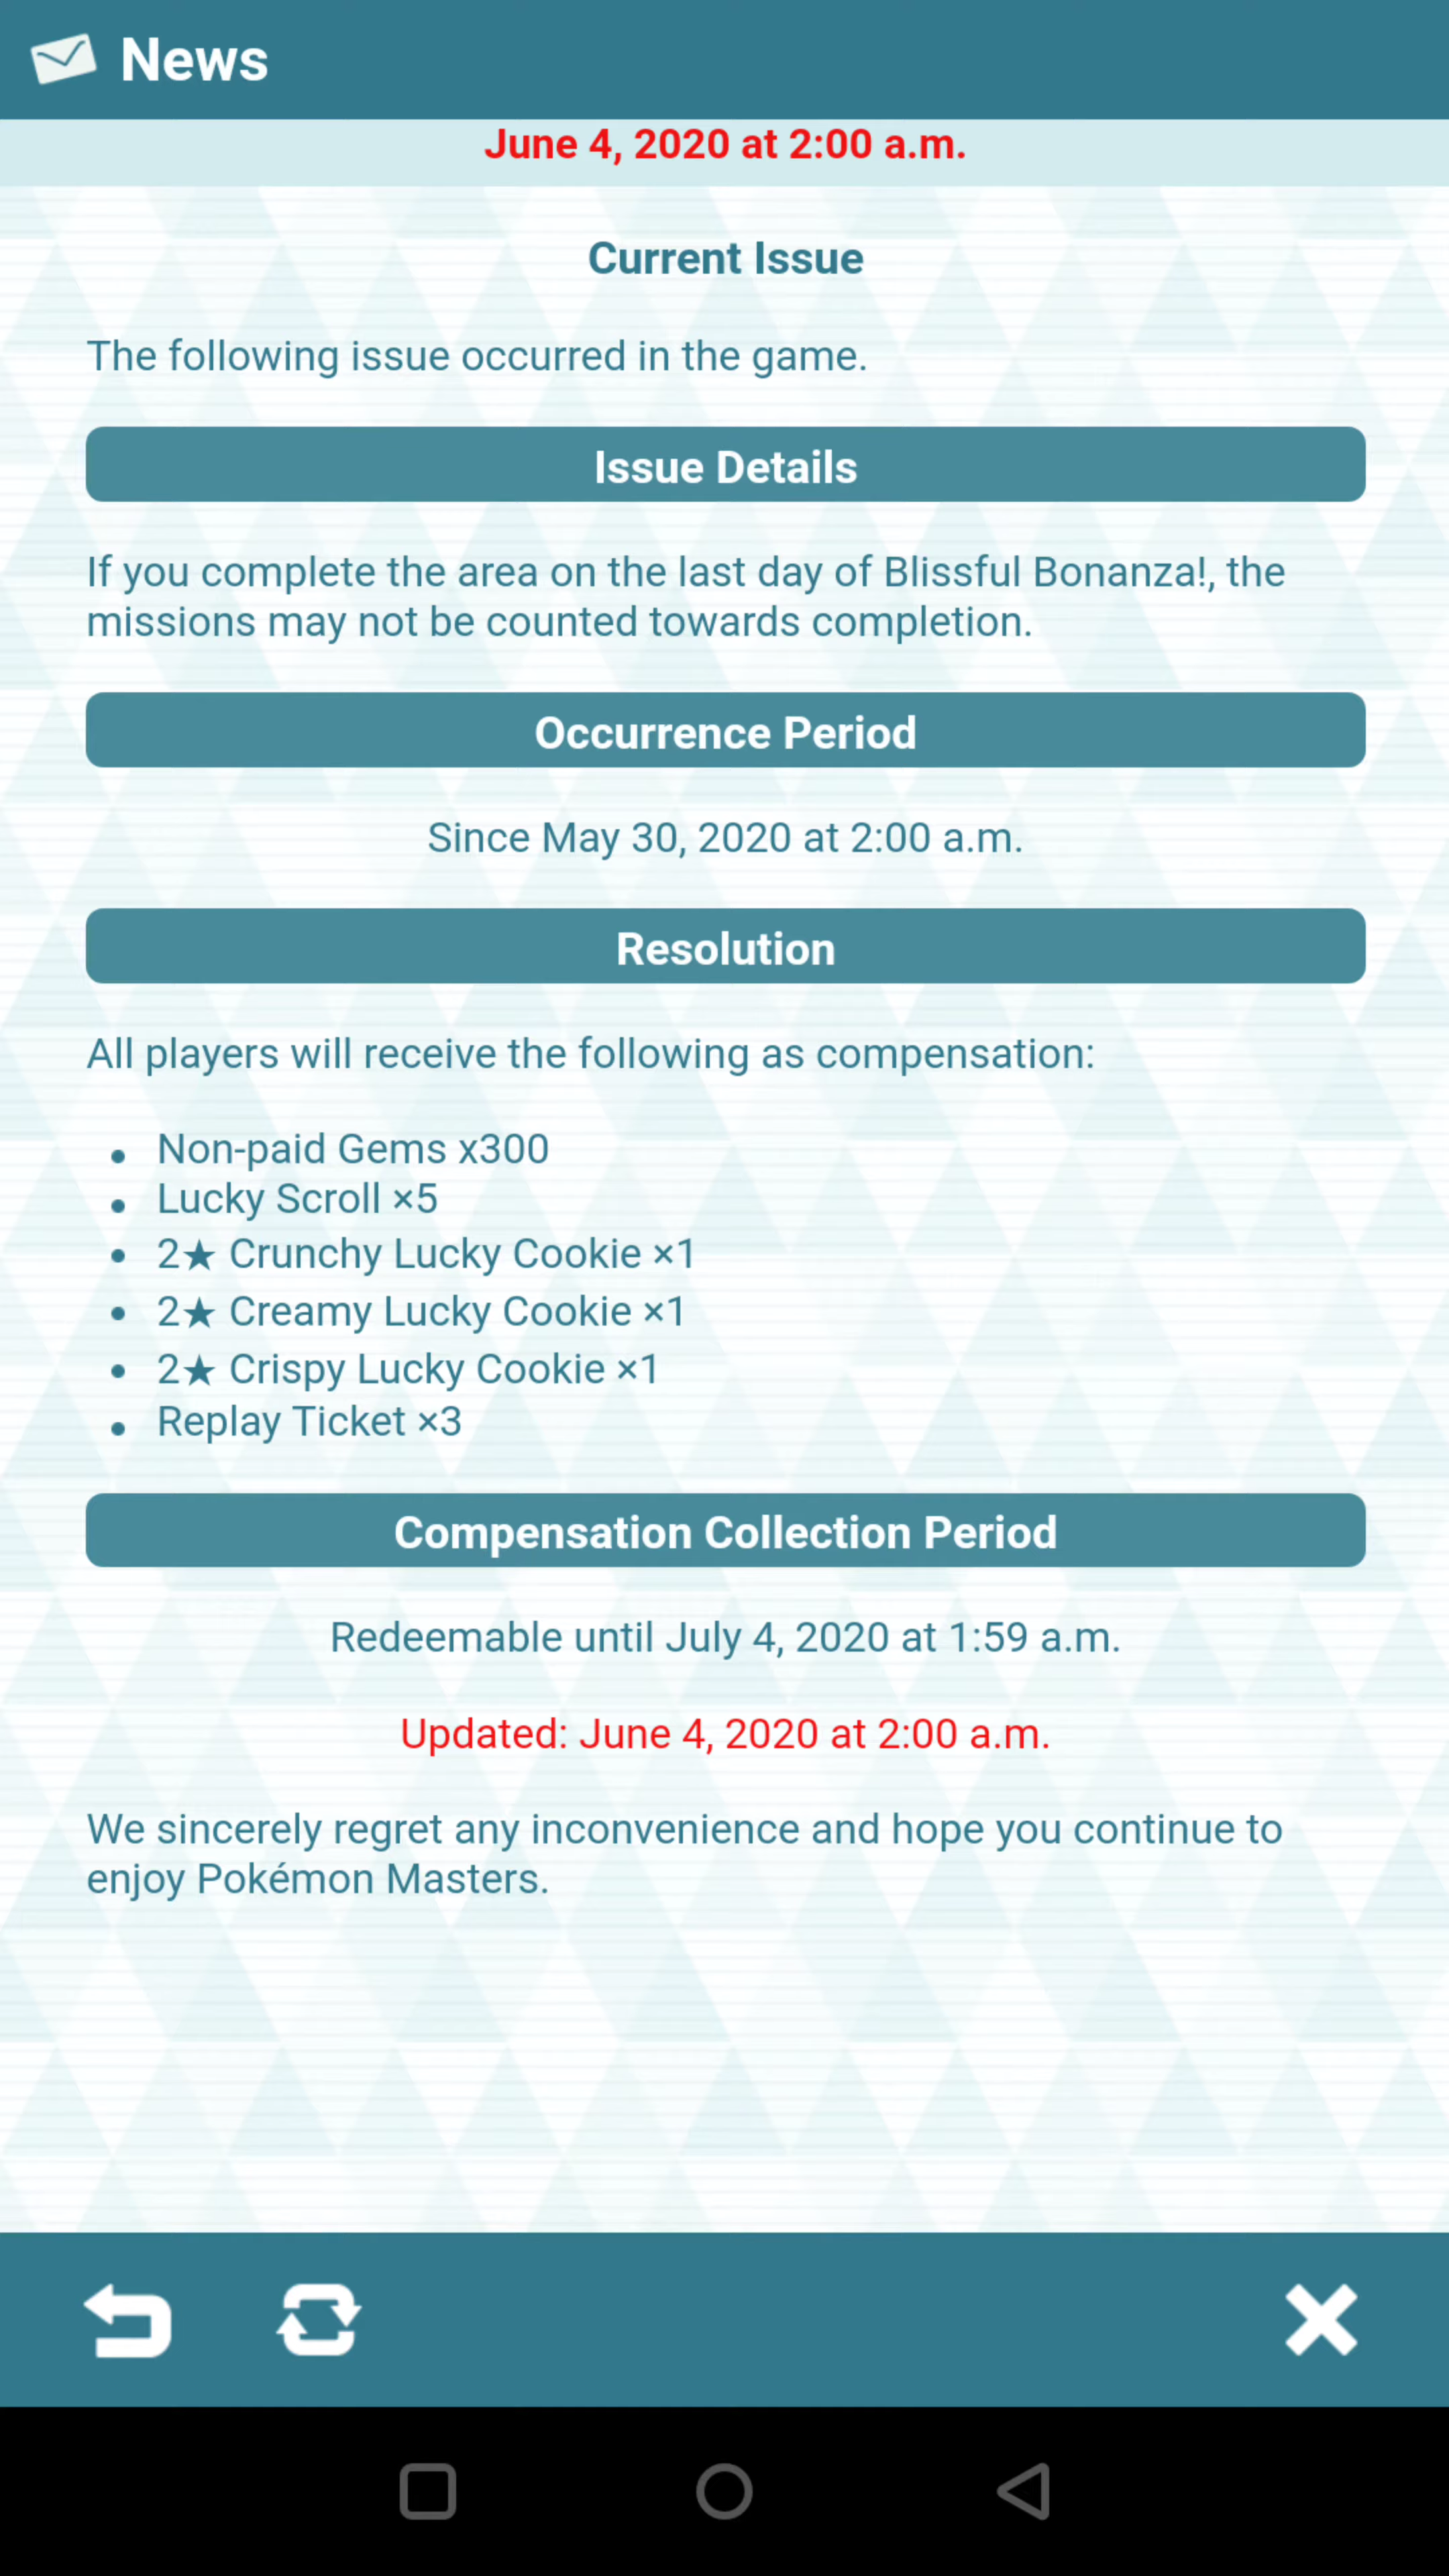 News
June 4, 2020 at 2:00 a.m.
Current Issue
The following issue occurred in the game.
Issue Details
If you complete the area on the last day of Blissful Bonanza!, the
missions may not be counted towards completion.
Occurrence Period
Since May 30, 2020 at 2:00 a.m.
Resolution
All players will receive the following as compensation:
• Non-paid Gems x300
• Lucky Scroll ×5
• 2★ Crunchy Lucky Cookie ×1
• 2★ Creamy Lucky Cookie ×1
• 2★ Crispy Lucky Cookie ×1
• Replay Ticket ×3
Compensation Collection Period
Redeemable until July 4, 2020 at 1:59 a.m.
Updated: June 4, 2020 at 2:00 a.m.
We sincerely regret any inconvenience and hope you continue to
enjoy Pokémon Masters.